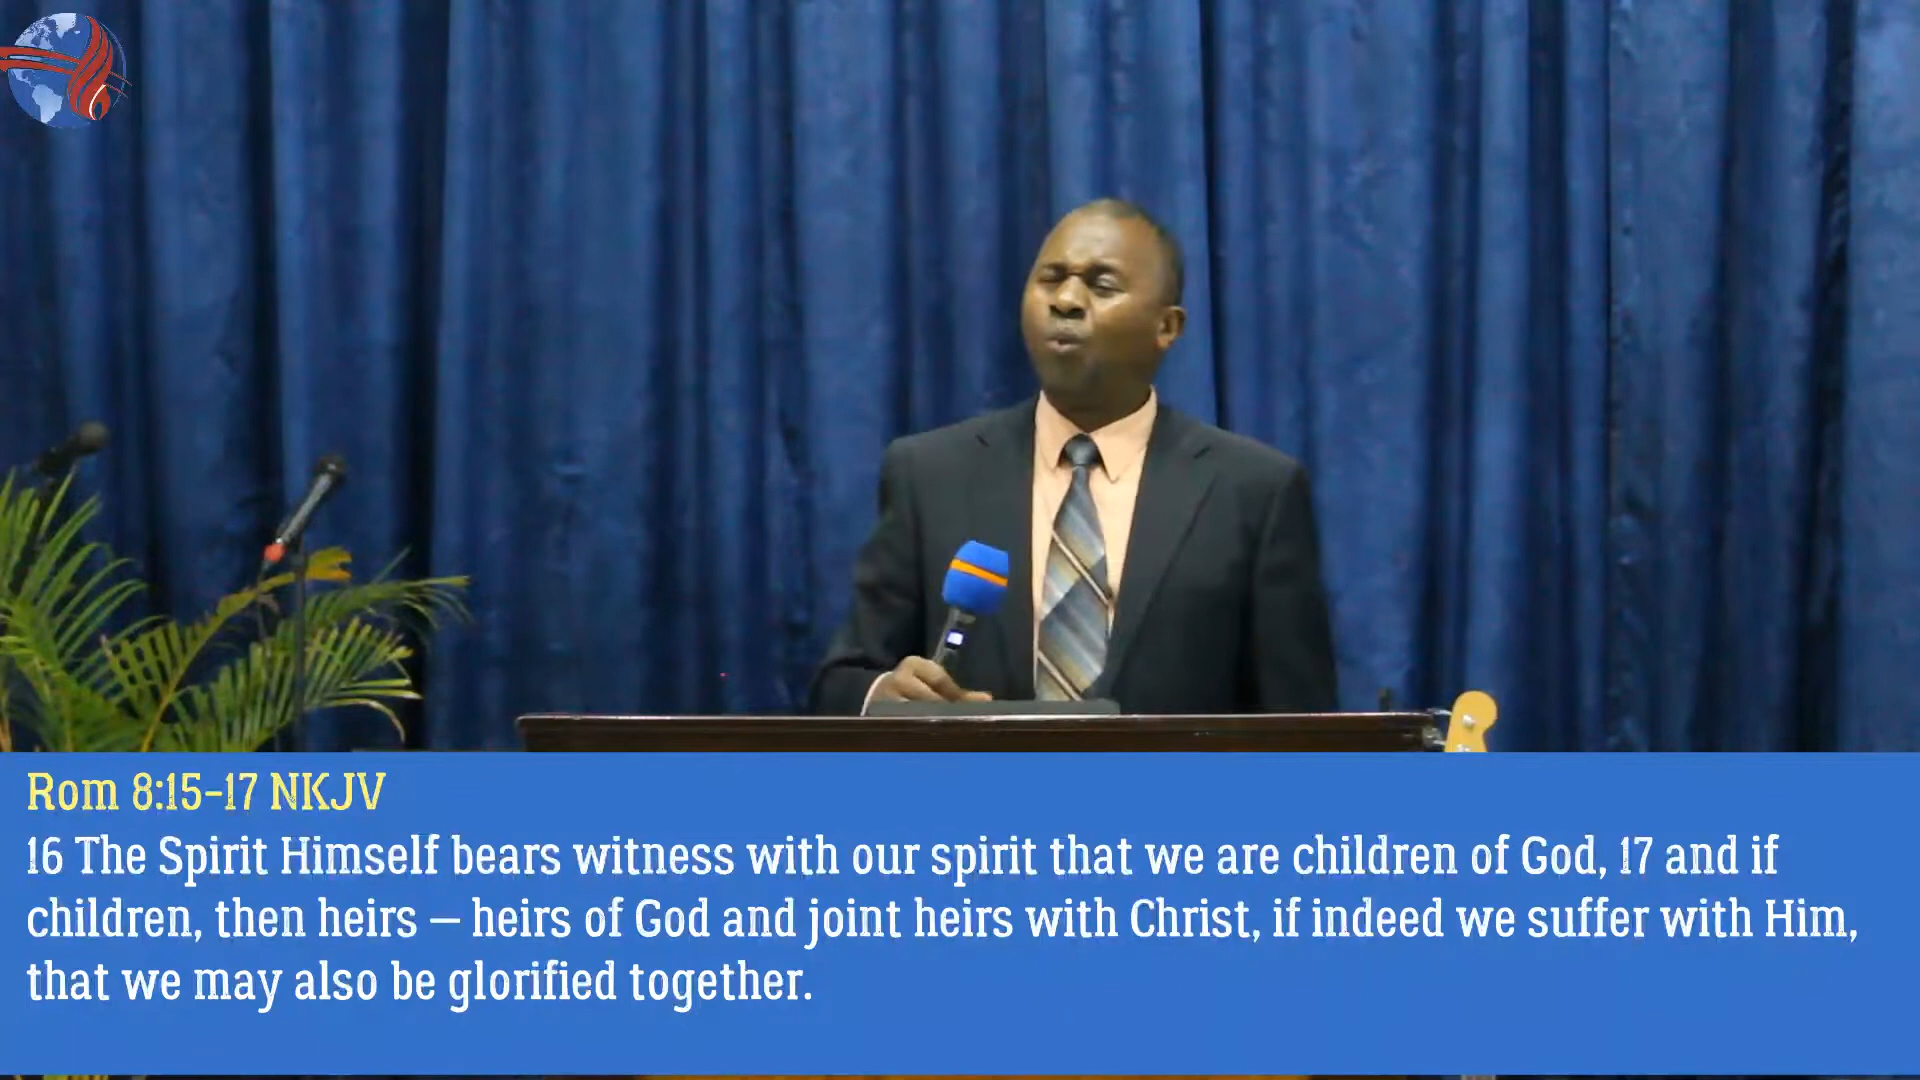 Rom 8:15-17 NKJV
16 The Spirit Himself bears witness with our spirit that we are children of God, 17 and if
children, then heirs — heirs of God and joint heirs with Christ, if indeed we suffer with Him,
that we may also be glorified together.